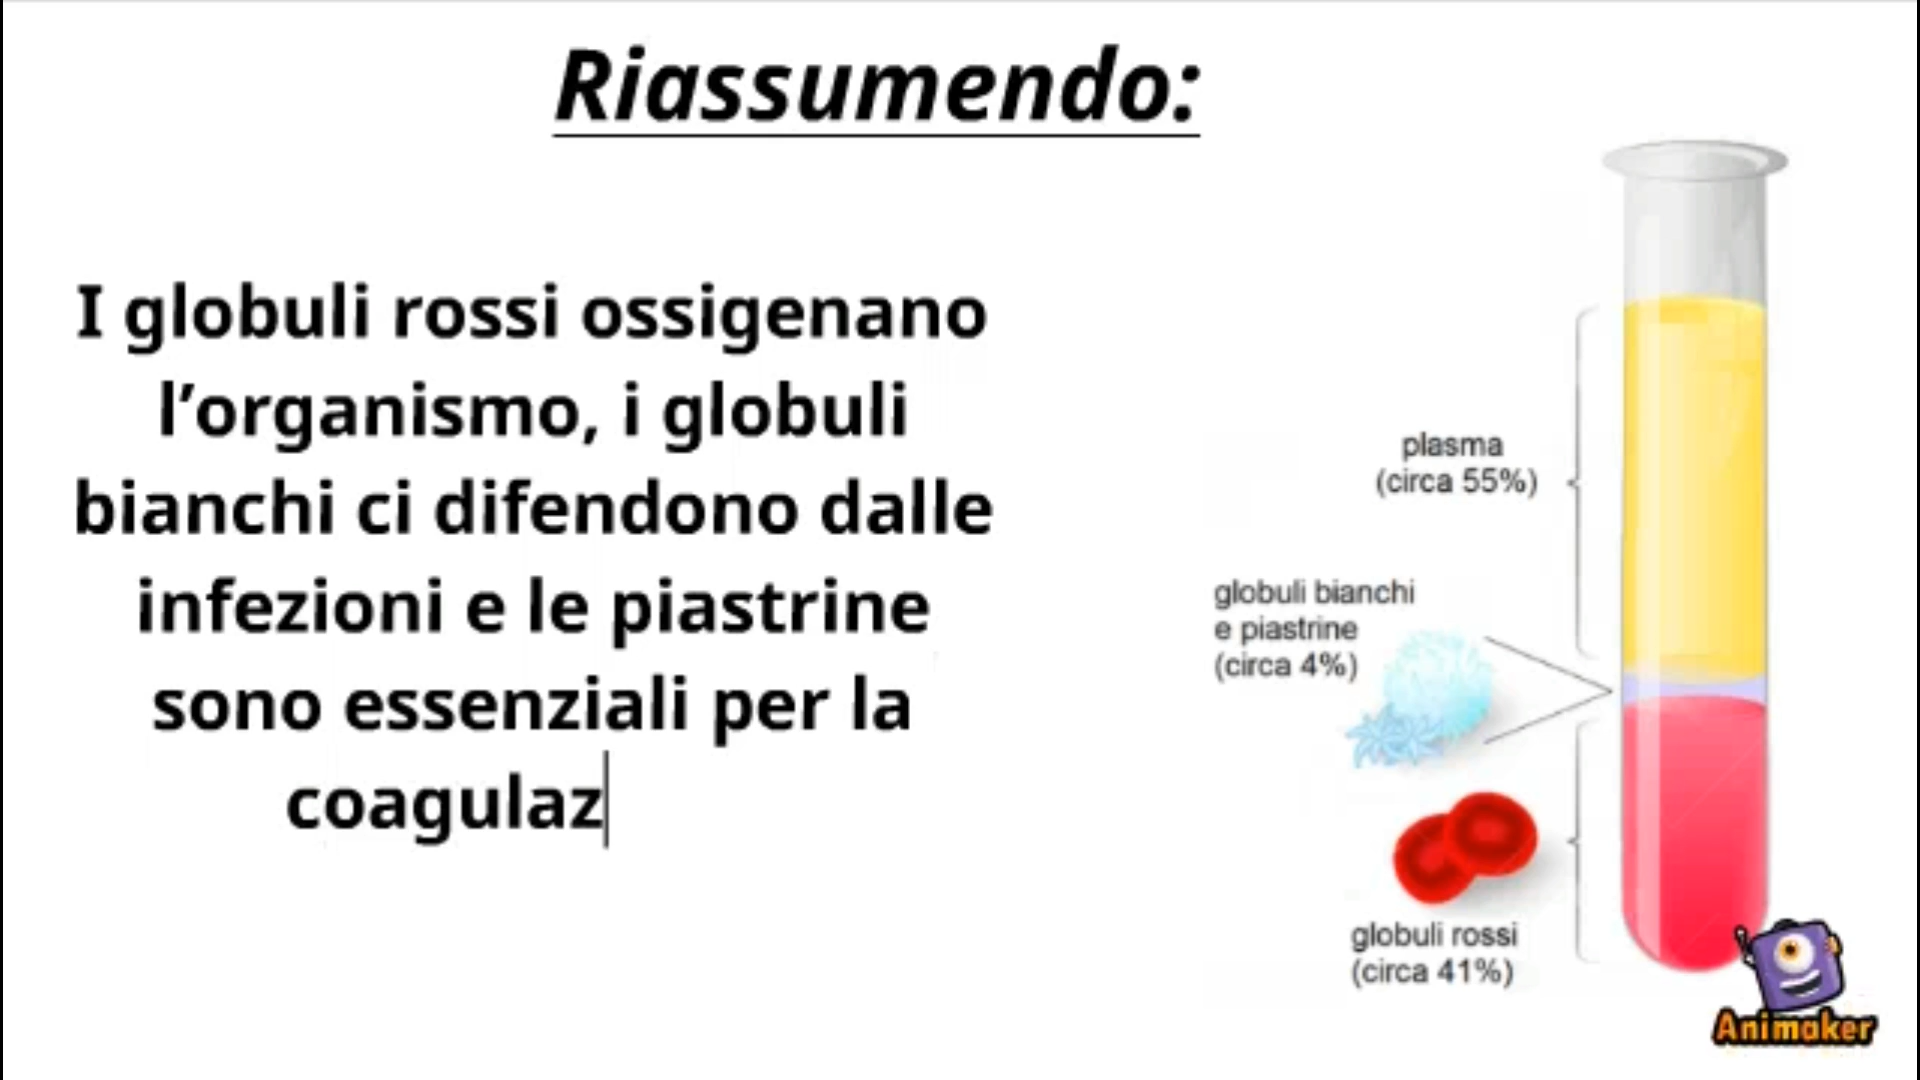 Riassumendo:
I globuli rossi ossigenano
l’organismo, i globuli
bianchi ci difendono dalle
infezioni e le piastrine
sono essenziali per la
coagulaz
plasma
(circa 55%)
globuli bianchi
e piastrine
(circa 4%)
globuli rossi
(circa 41%)
Animaker